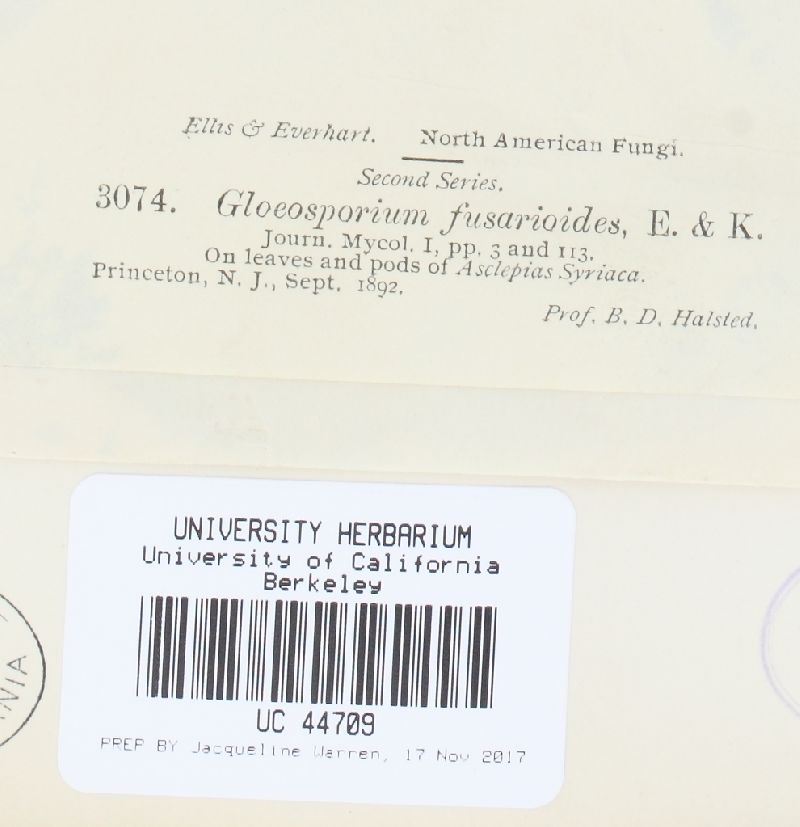 Ellis & Everhart. North American Fungi.
Second Series.
3074. Gloeosporium fusarioides, E. & K.
Journ. Mycol. I, pp. 3 and 113.
On leaves and pods of Asclepias Syriaca.
Princeton, N. J., Sept. 1892.
Prof. B. D. Halsted.
UNIVERSITY HERBARIUM
University of California
Berkeley
UC 44709
PREP BY Jacqueline Warren, 17 Nov 2017